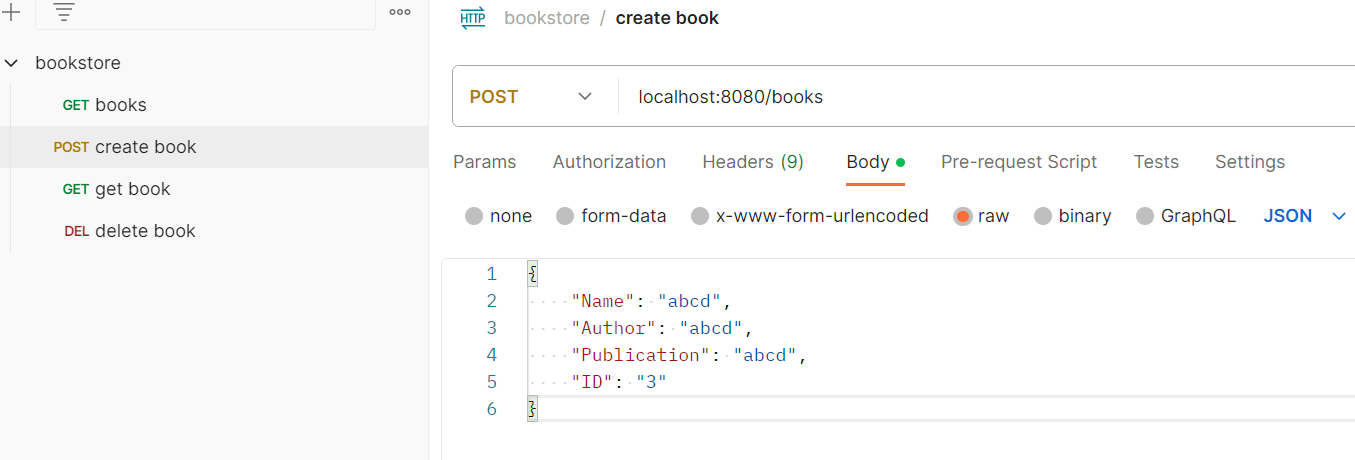 bookstore / create book
bookstore
GET books
POST create book
GET get book
DEL delete book
HTTP
POST localhost:8080/books
Params Authorization Headers (9) Body Pre-request Script Tests Settings
none form-data x-www-form-urlencoded raw binary GraphQL JSON
1 {
2 "Name": "abcd",
3 "Author": "abcd",
4 "Publication": "abcd",
5 "ID": "3"
6 }